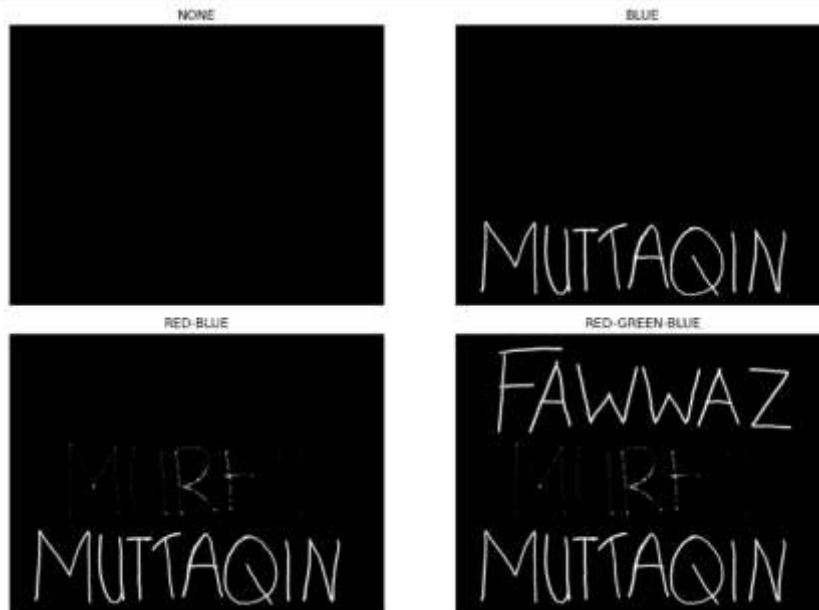 NONE
BLUE
MUTTAQIN
RED-BLUE
MUTTAQIN
RED-GREEN-BLUE
FAWWAZ
MUTTAQIN